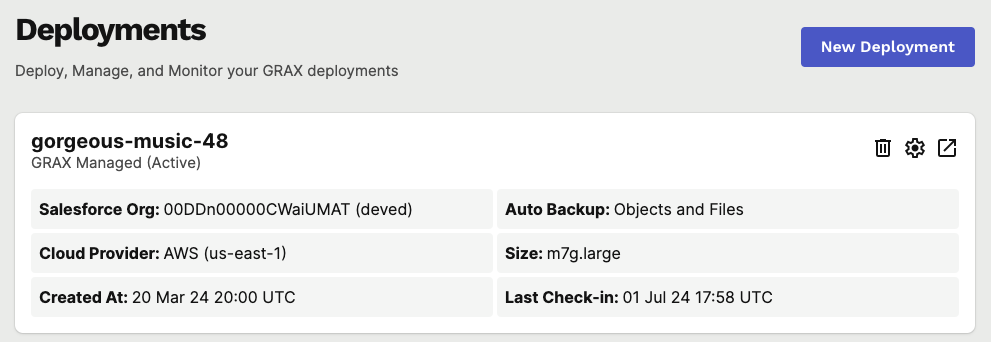 Deployments
New Deployment
Deploy, Manage, and Monitor your GRAX deployments
gorgeous-music-48
GRAX Managed (Active)
Salesforce Org: 00DDn00000CWaiUMAT (deved)
Auto Backup: Objects and Files
Cloud Provider: AWS (us-east-1)
Size: m7g.large
Created At: 20 Mar 24 20:00 UTC
Last Check-in: 01 Jul 24 17:58 UTC